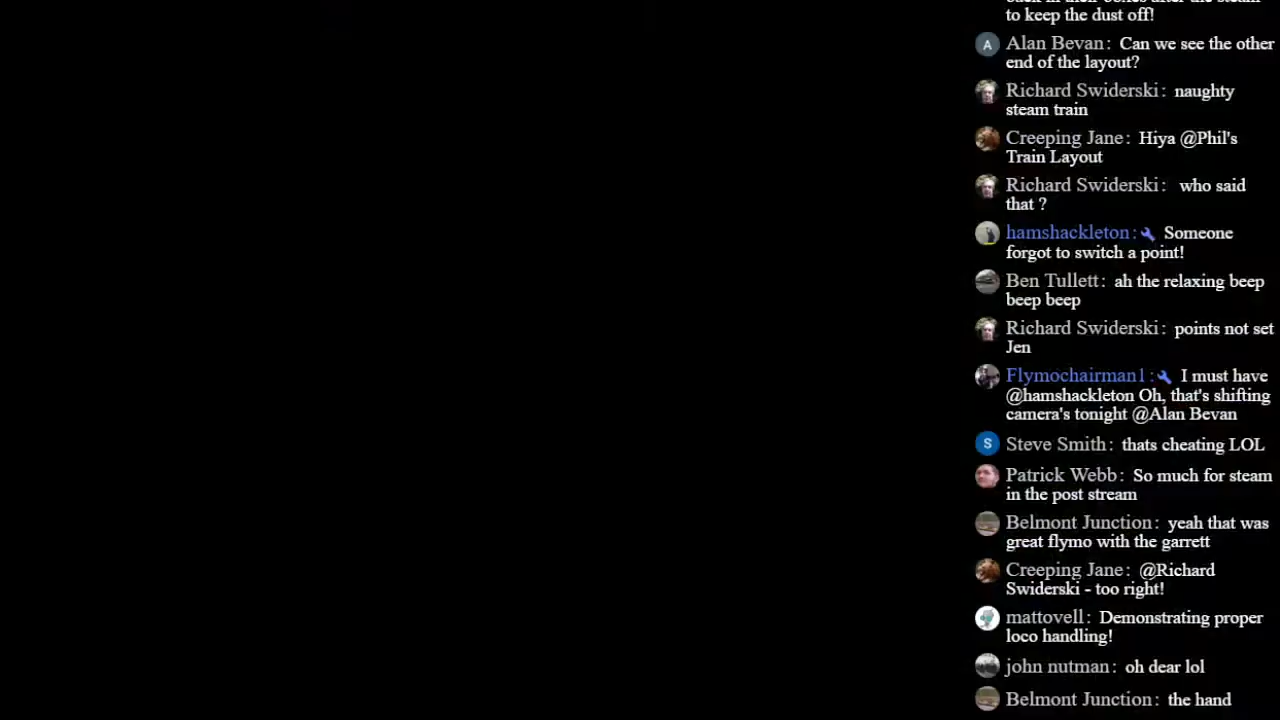 to keep the dust off!
A Alan Bevan: Can we see the other
end of the layout?
Richard Swiderski: naughty
steam train
Creeping Jane: Hiya @Phil's
Train Layout
Richard Swiderski: who said
that ?
hamshackleton: Someone
forgot to switch a point!
Ben Tullett: ah the relaxing beep
beep beep
Richard Swiderski: points not set
Jen
Flymochairman1: I must have
@hamshackleton Oh, that's shifting
camera's tonight @Alan Bevan
S Steve Smith: thats cheating LOL
Patrick Webb: So much for steam
in the post stream
Belmont Junction: yeah that was
great flymo with the garrett
Creeping Jane: @Richard
Swiderski - too right!
mattovell: Demonstrating proper
loco handling!
john nutman: oh dear lol
Belmont Junction: the hand